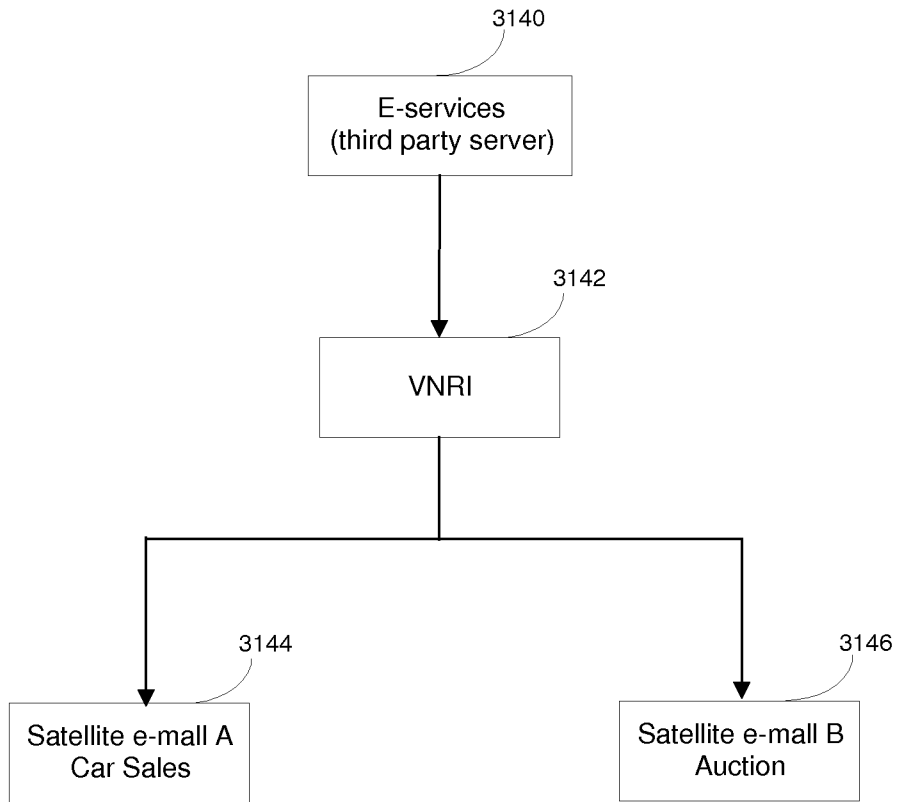 3140
E-services
(third party server)
3142
VNRI
3144
Satellite e-mall A
Car Sales
3146
Satellite e-mall B
Auction